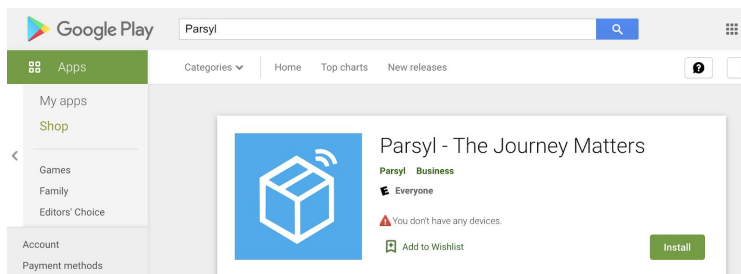 Google Play
Parsyl
Apps
Categories
Home
Top charts
New releases
My apps
Shop
Games
Family
Editors' Choice
Account
Payment methods
Parsyl - The Journey Matters
Parsyl Business
E Everyone
You don't have any devices.
Add to Wishlist
Install